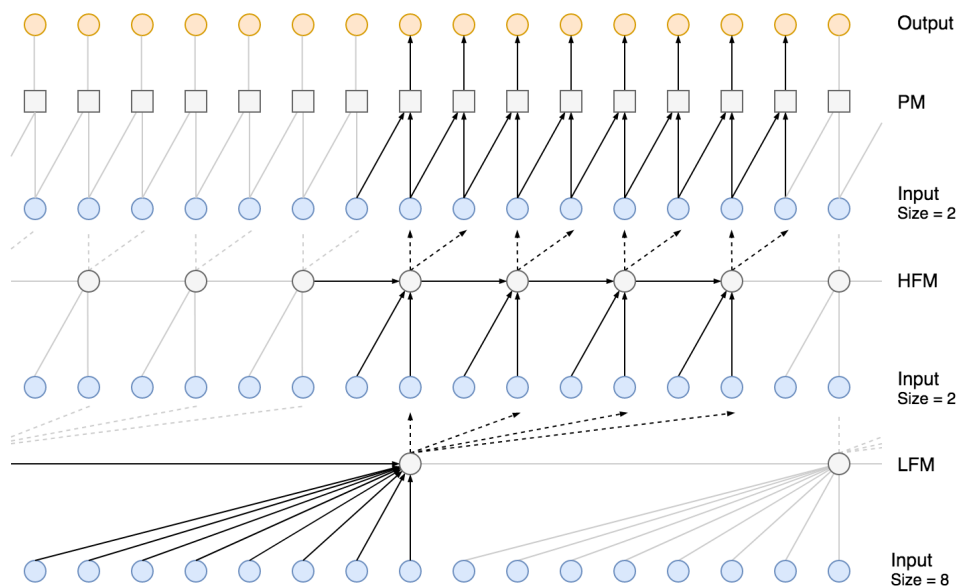 Output
PM
Input
Size = 2
HFM
Input
Size = 2
LFM
Input
Size = 8